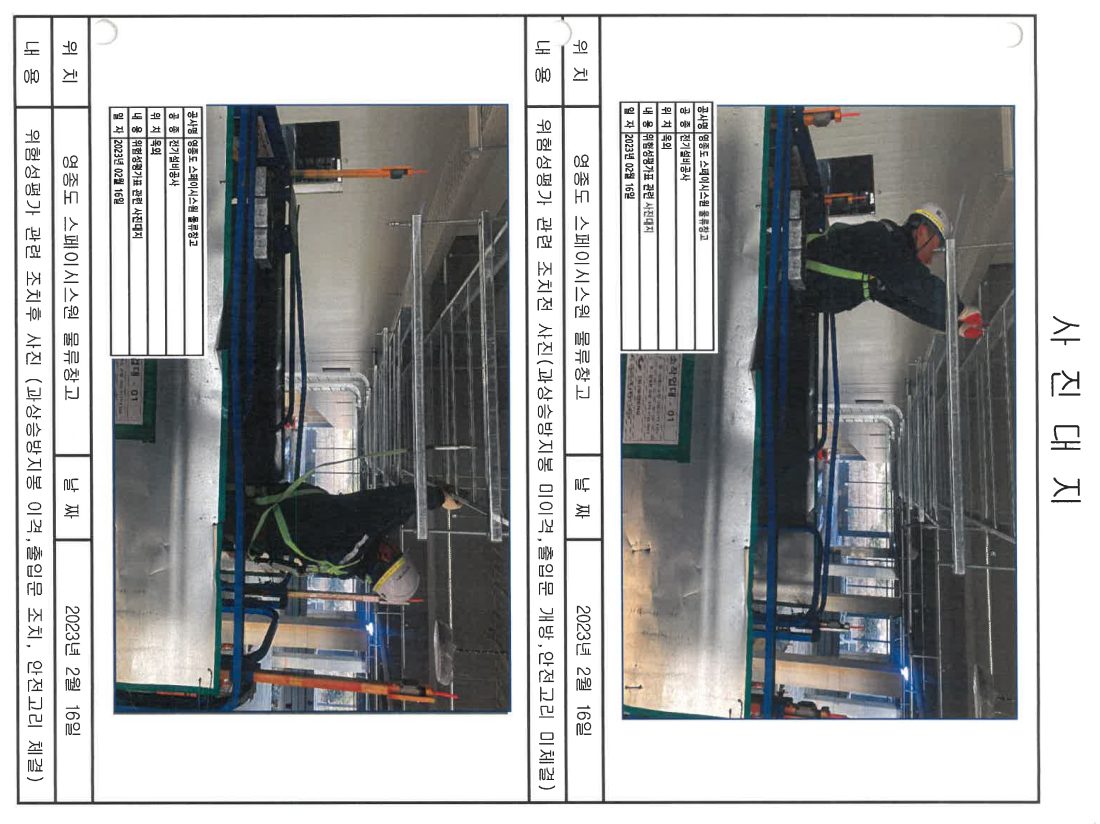 사 진 대 지
공사명 영종도 스페이시스원 물류창고
공 종 전기설비공사
위 치 옥외
내 용 위험성평가표 관련 사진대지
일 자 2023년 02월 16일
위 치 영종도 스페이시스원 물류창고 날 짜 2023년 2월 16일
내 용 위험성평가 관련 조치전 사진(과상승방지봉 미이격,출입문 개방,안전고리 미체결)
공사명 영종도 스페이시스원 물류창고
공 종 전기설비공사
위 치 옥외
내 용 위험성평가표 관련 사진대지
일 자 2023년 02월 16일
위 치 영종도 스페이시스원 물류창고 날 짜 2023년 2월 16일
내 용 위험성평가 관련 조치후 사진 (과상승방지봉 이격,출입문 조치, 안전고리 체결)